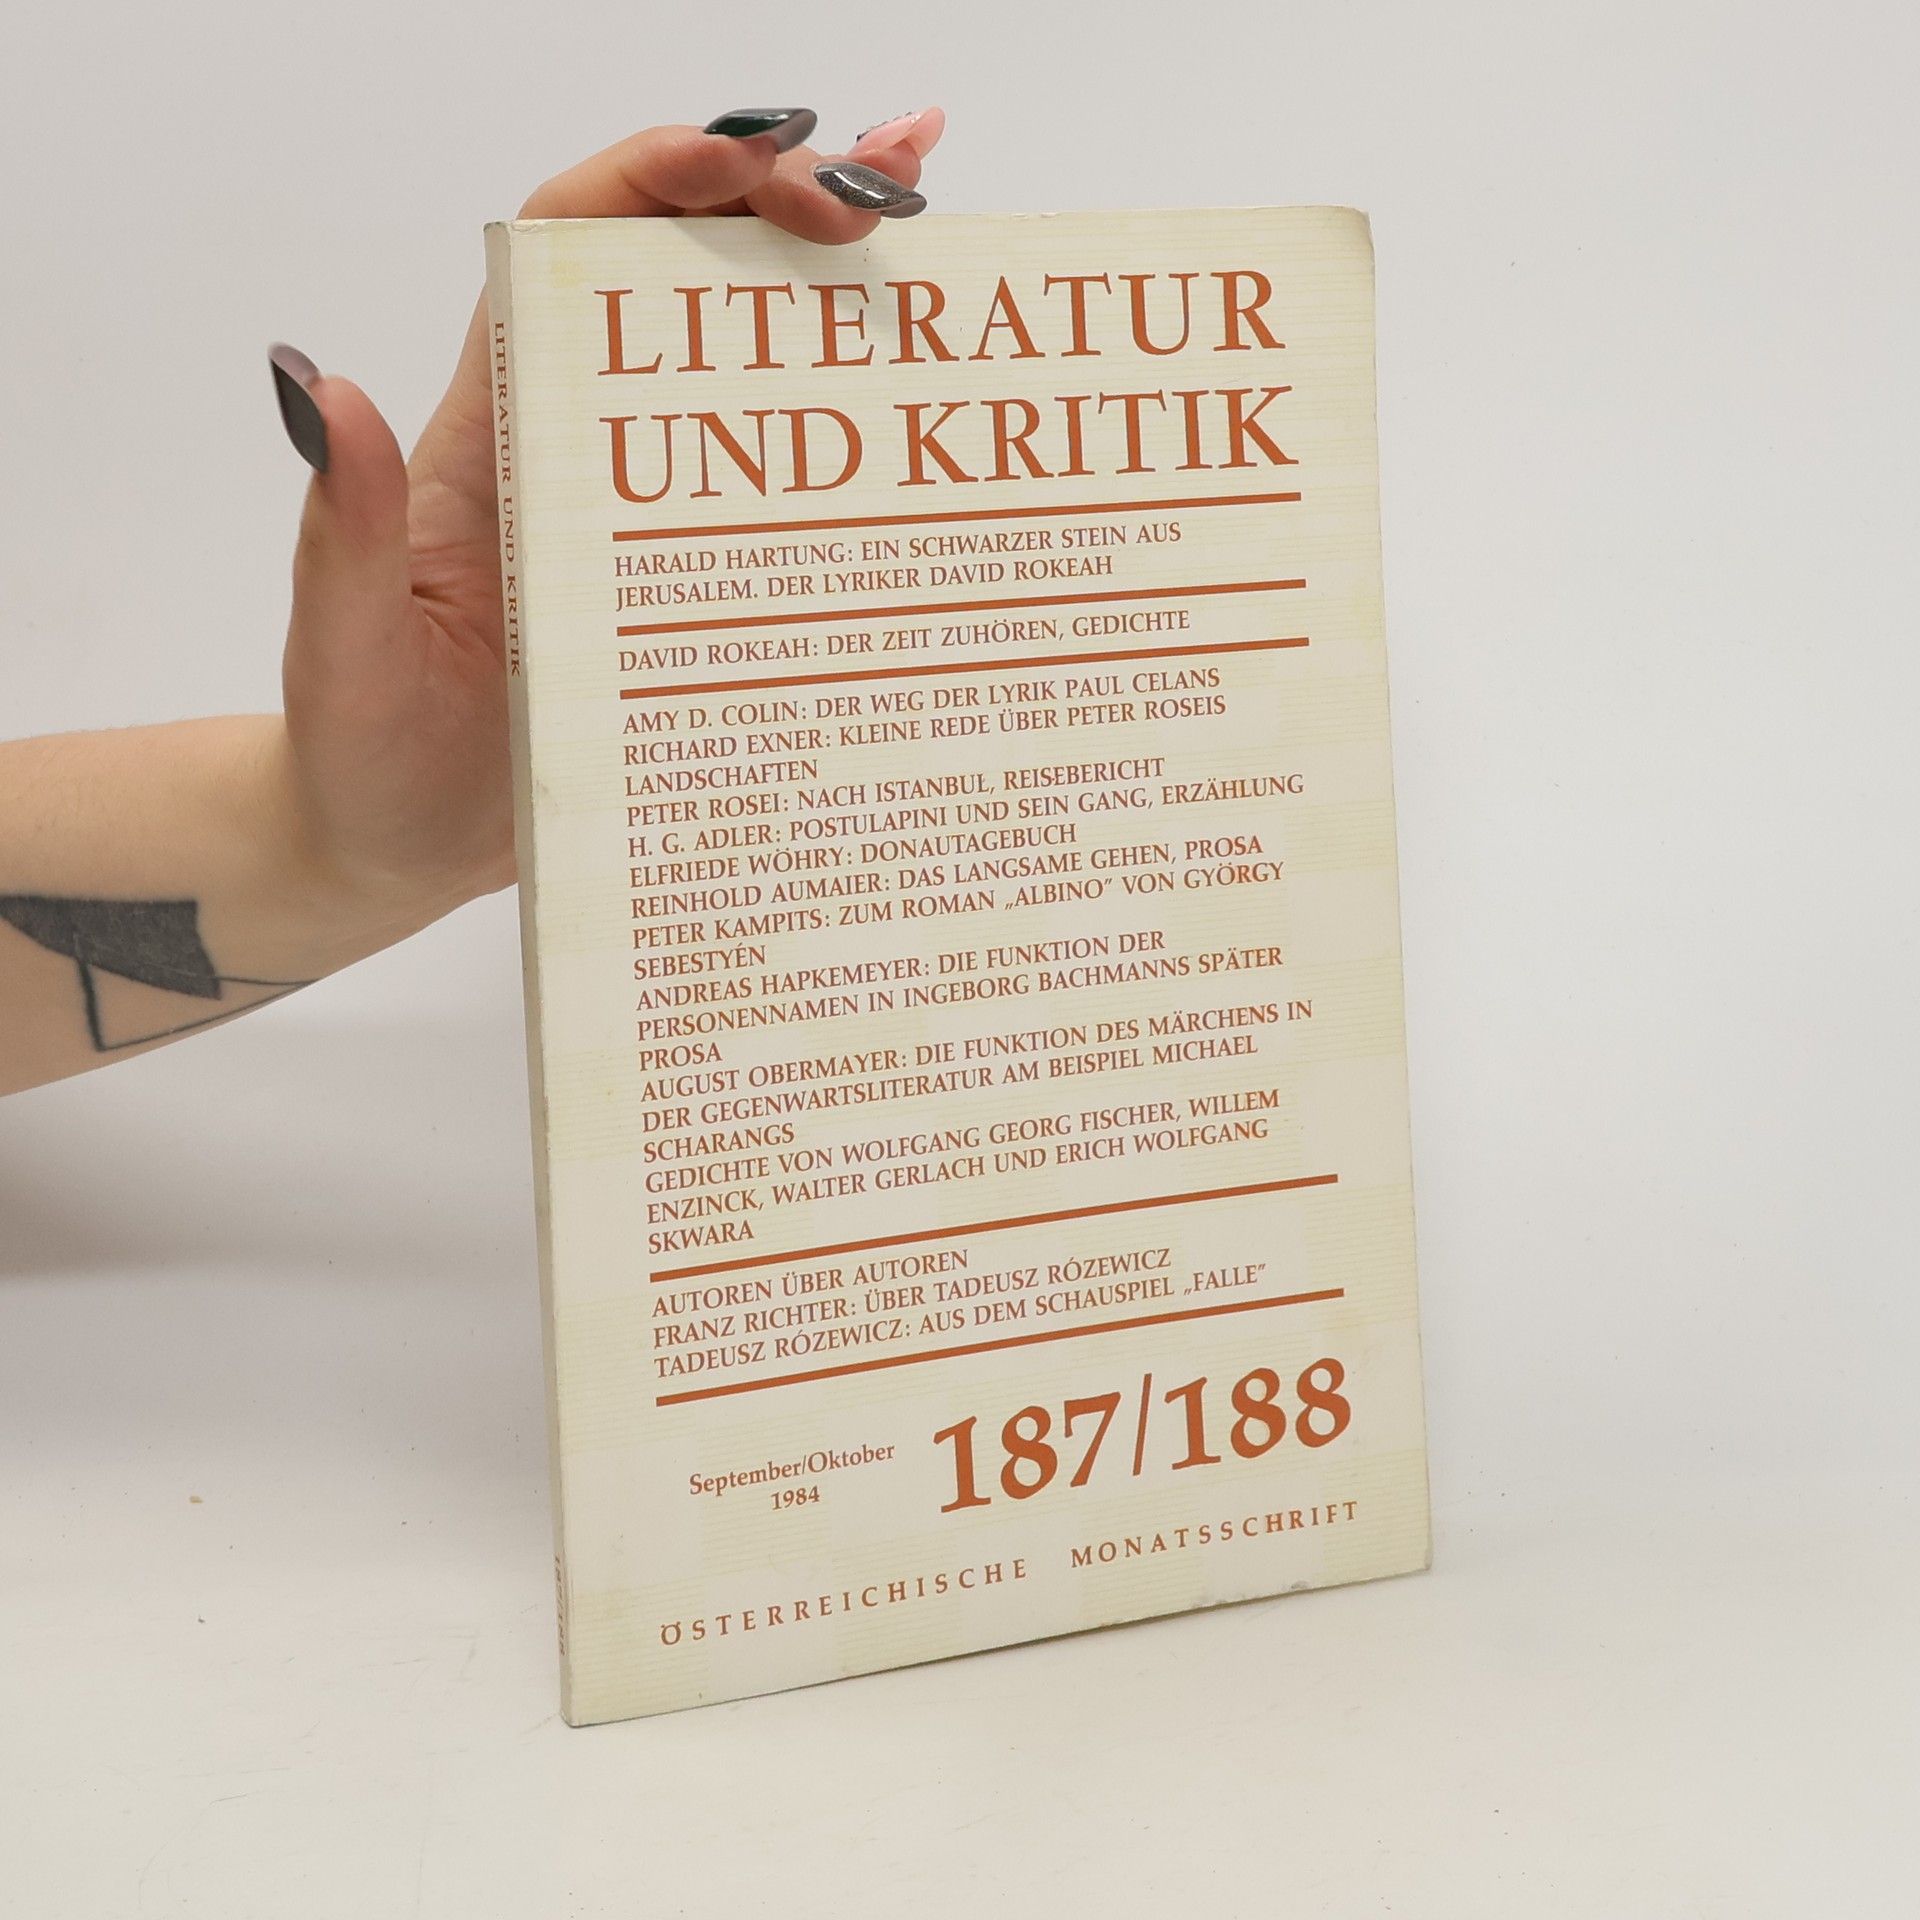 LITERATUR
UND KRITIK
HARALD HARTUNG: EIN SCHWARZER STEIN AUS
JERUSALEM. DER LYRIKER DAVID ROKEAH
DAVID ROKEAH: DER ZEIT ZUHÖREN, GEDICHTE
AMY D. COLIN: DER WEG DER LYRIK PAUL CELANS
RICHARD EXNER: KLEINE REDE ÜBER PETER ROSEIS
LANDSCHAFTEN
PETER ROSEI: NACH ISTANBUL, REISEBERICHT
H. G. ADLER: POSTULAPINI UND SEIN GANG, ERZÄHLUNG
ELFRIEDE WÖHRY: DONAUTAGEBUCH
REINHOLD AUMAIER: DAS LANGSAME GEHEN, PROSA
PETER KAMPITS: ZUM ROMAN „ALBINO” VON GYÖRGY
SEBESTYÉN
ANDREAS HAPKEMEYER: DIE FUNKTION DER
PERSONENNAMEN IN INGEBORG BACHMANNS SPÄTER
PROSA
AUGUST OBERMAYER: DIE FUNKTION DES MÄRCHENS IN
DER GEGENWARTSLITERATUR AM BEISPIEL MICHAEL
SCHARANGS
GEDICHTE VON WOLFGANG GEORG FISCHER, WILLEM
ENZINCK, WALTER GERLACH UND ERICH WOLFGANG
SKWARA
AUTOREN ÜBER AUTOREN
FRANZ RICHTER: ÜBER TADEUSZ RÓZEWICZ
TADEUSZ RÓZEWICZ: AUS DEM SCHAUSPIEL „FALLE”
September/Oktober
1984
187/188
ÖSTERREICHISCHE MONATSSCHRIFT
LITERATUR UND KRITIK
187/188